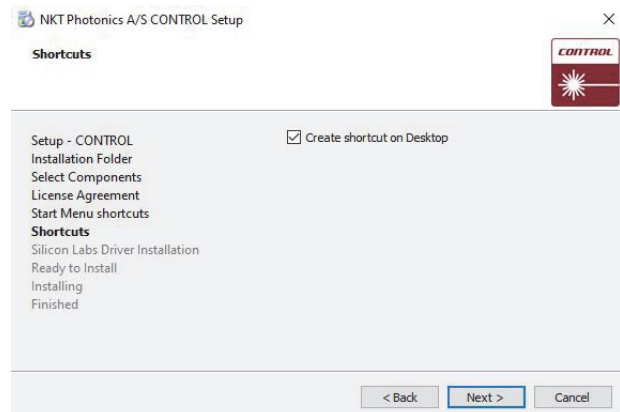 NKT Photonics A/S CONTROL Setup
Shortcuts
CONTROL
Setup - CONTROL
Installation Folder
Select Components
License Agreement
Start Menu shortcuts
Shortcuts
Silicon Labs Driver Installation
Ready to Install
Installing
Finished
Create shortcut on Desktop
< Back
Next >
Cancel